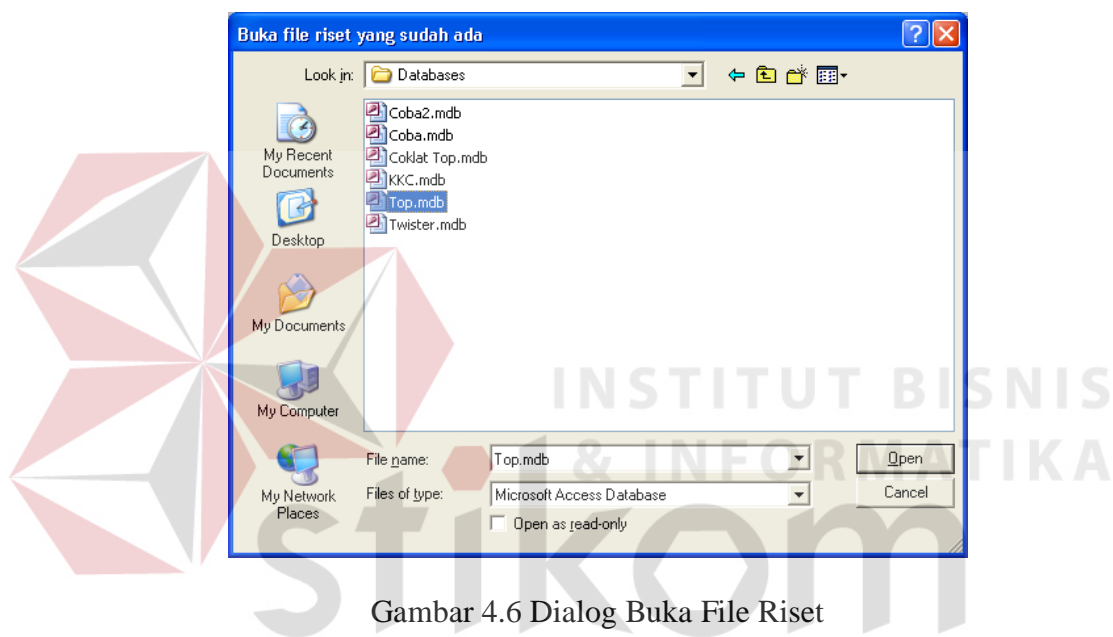 Buka file riset yang sudah ada
Look in: Databases
Coba2.mdb
Coba.mdb
Coklat Top.mdb
KKC.mdb
Top.mdb
Twister.mdb
My Recent
Documents
Desktop
My Documents
My Computer
My Network
Places
File name: Top.mdb Open
Files of type: Microsoft Access Database Cancel
Open as read-only
INSTITUT BISNIS
& INFORMATIKA
stikom
Gambar 4.6 Dialog Buka File Riset